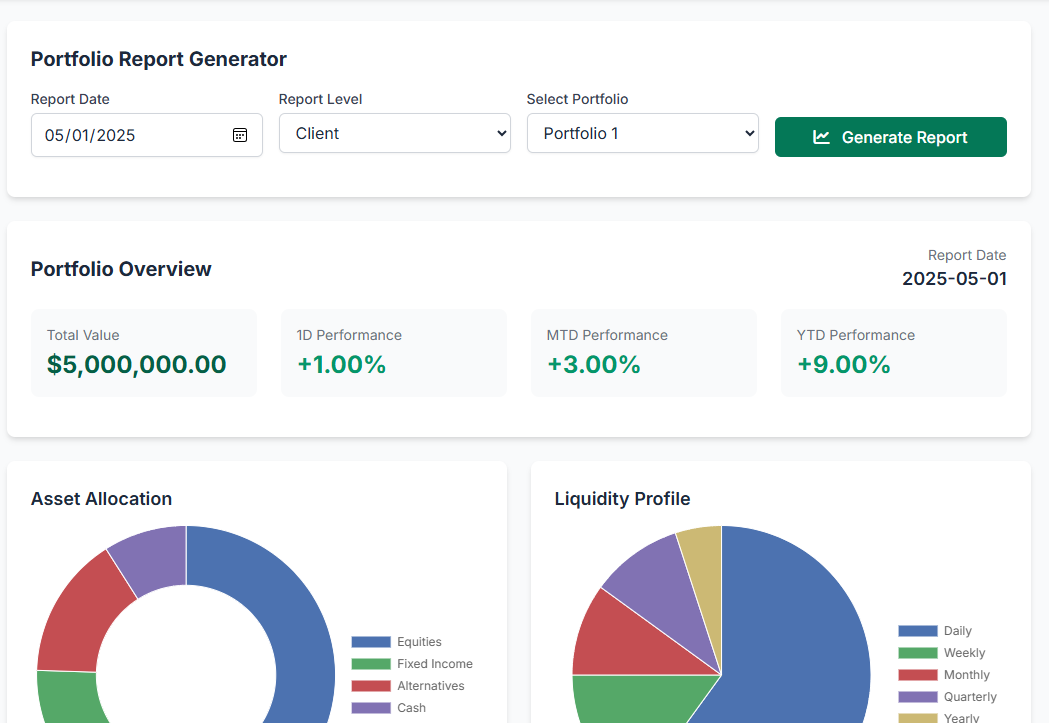 Portfolio Report Generator
Report Date
Report Level
Select Portfolio
05/01/2025
Client
Portfolio 1
Generate Report
Portfolio Overview
Report Date
2025-05-01
Total Value
$5,000,000.00
1D Performance
+1.00%
MTD Performance
+3.00%
YTD Performance
+9.00%
Asset Allocation
Equities
Fixed Income
Alternatives
Cash
Liquidity Profile
Daily
Weekly
Monthly
Quarterly
Yearly